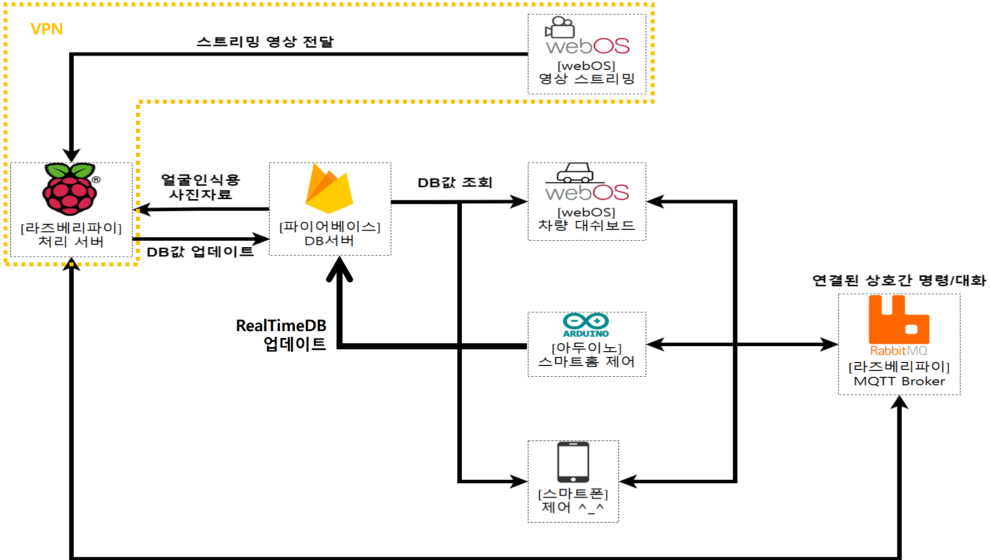 VPN
스트리밍 영상 전달
webOS
[webOS]
영상 스트리밍
®
[라즈베리파이]
처리 서버
얼굴인식용
사진자료
DB값 업데이트
[파이어베이스]
DB서버
DB값 조회
webOS
[webOS]
차량 대쉬보드
RealTimeDB
업데이트
ARDUINO
[아두이노]
스마트홈 제어
연결된 상호간 명령/대화
RabbitMQ
[라즈베리파이]
MQTT Broker
[스마트폰]
제어 ^_^